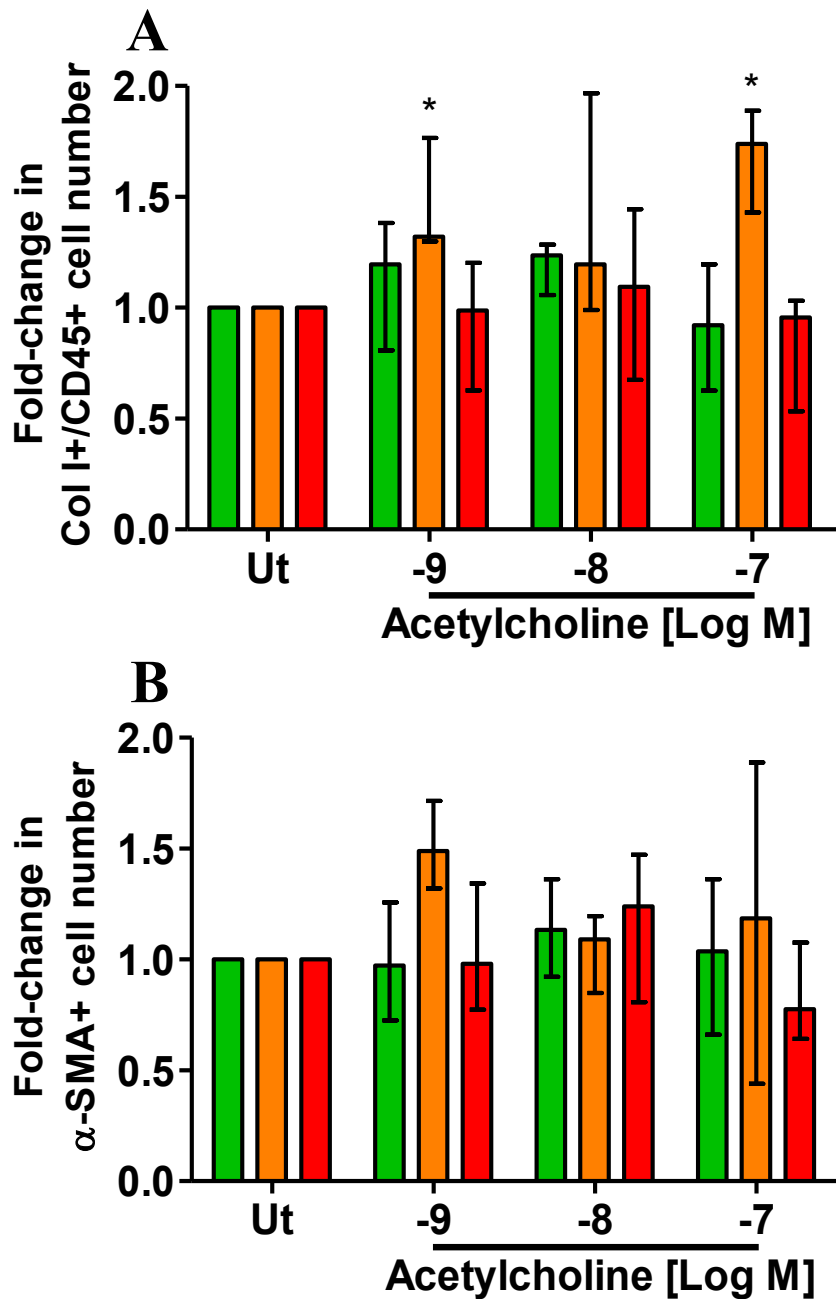 A
Fold-change in
Col I+/CD45+ cell number
2.0
1.5
1.0
0.5
0.0
* *
Ut -9 -8 -7
Acetylcholine [Log M]
B
Fold-change in
α-SMA+ cell number
2.0
1.5
1.0
0.5
0.0
Ut -9 -8 -7
Acetylcholine [Log M]